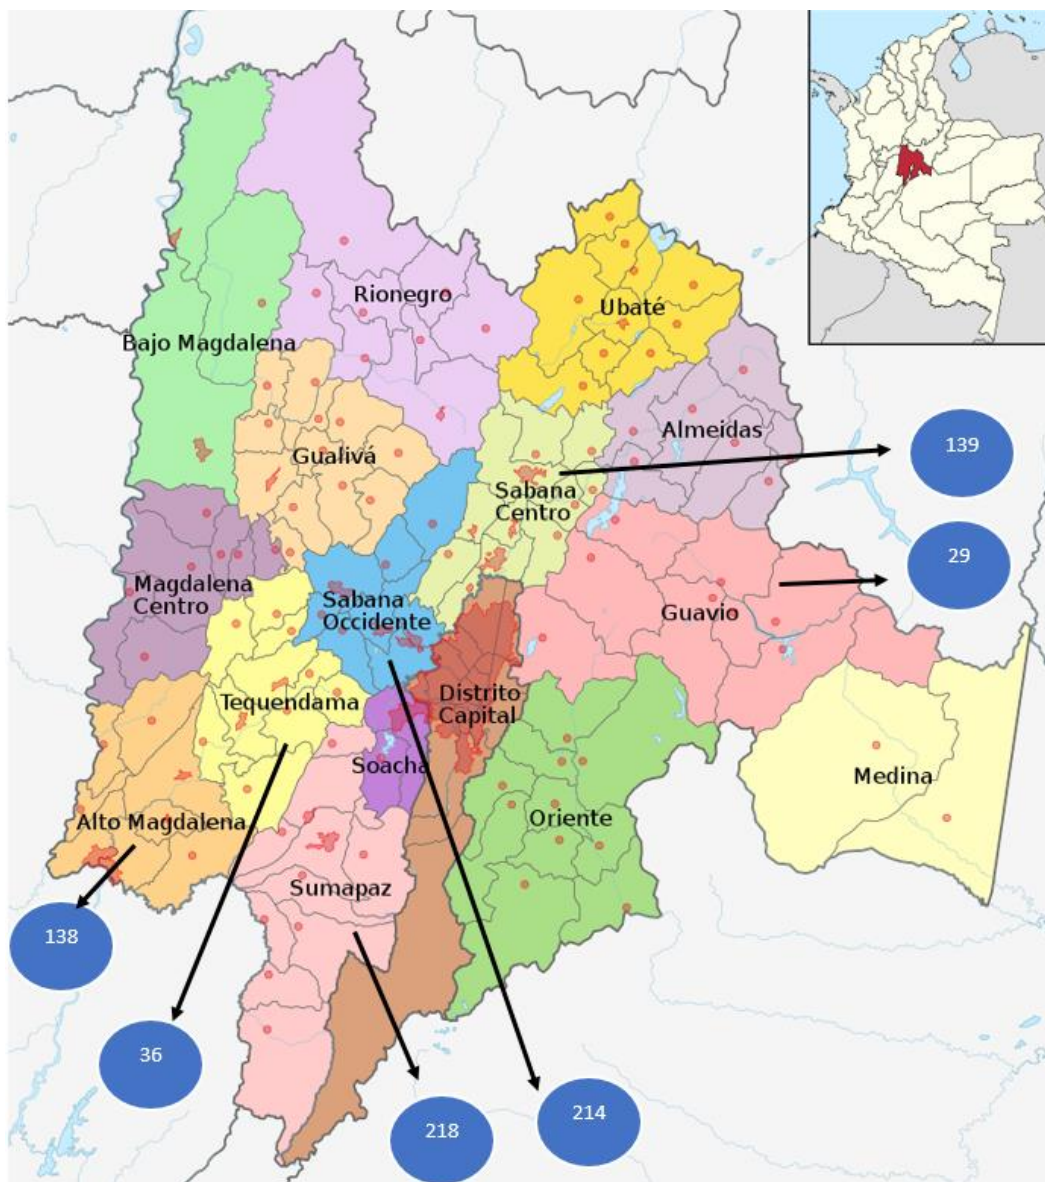 Rionegro
Ubaté
Bajo Magdalena
Almeidas
Gualivá
139
Sabana
Centro
29
Magdalena
Centro
Sabana
Occidente
Guavio
Tequendama
Distrito
Capital
Soacha
Medina
Alto Magdalena
Oriente
Sumapaz
138
36
218
214